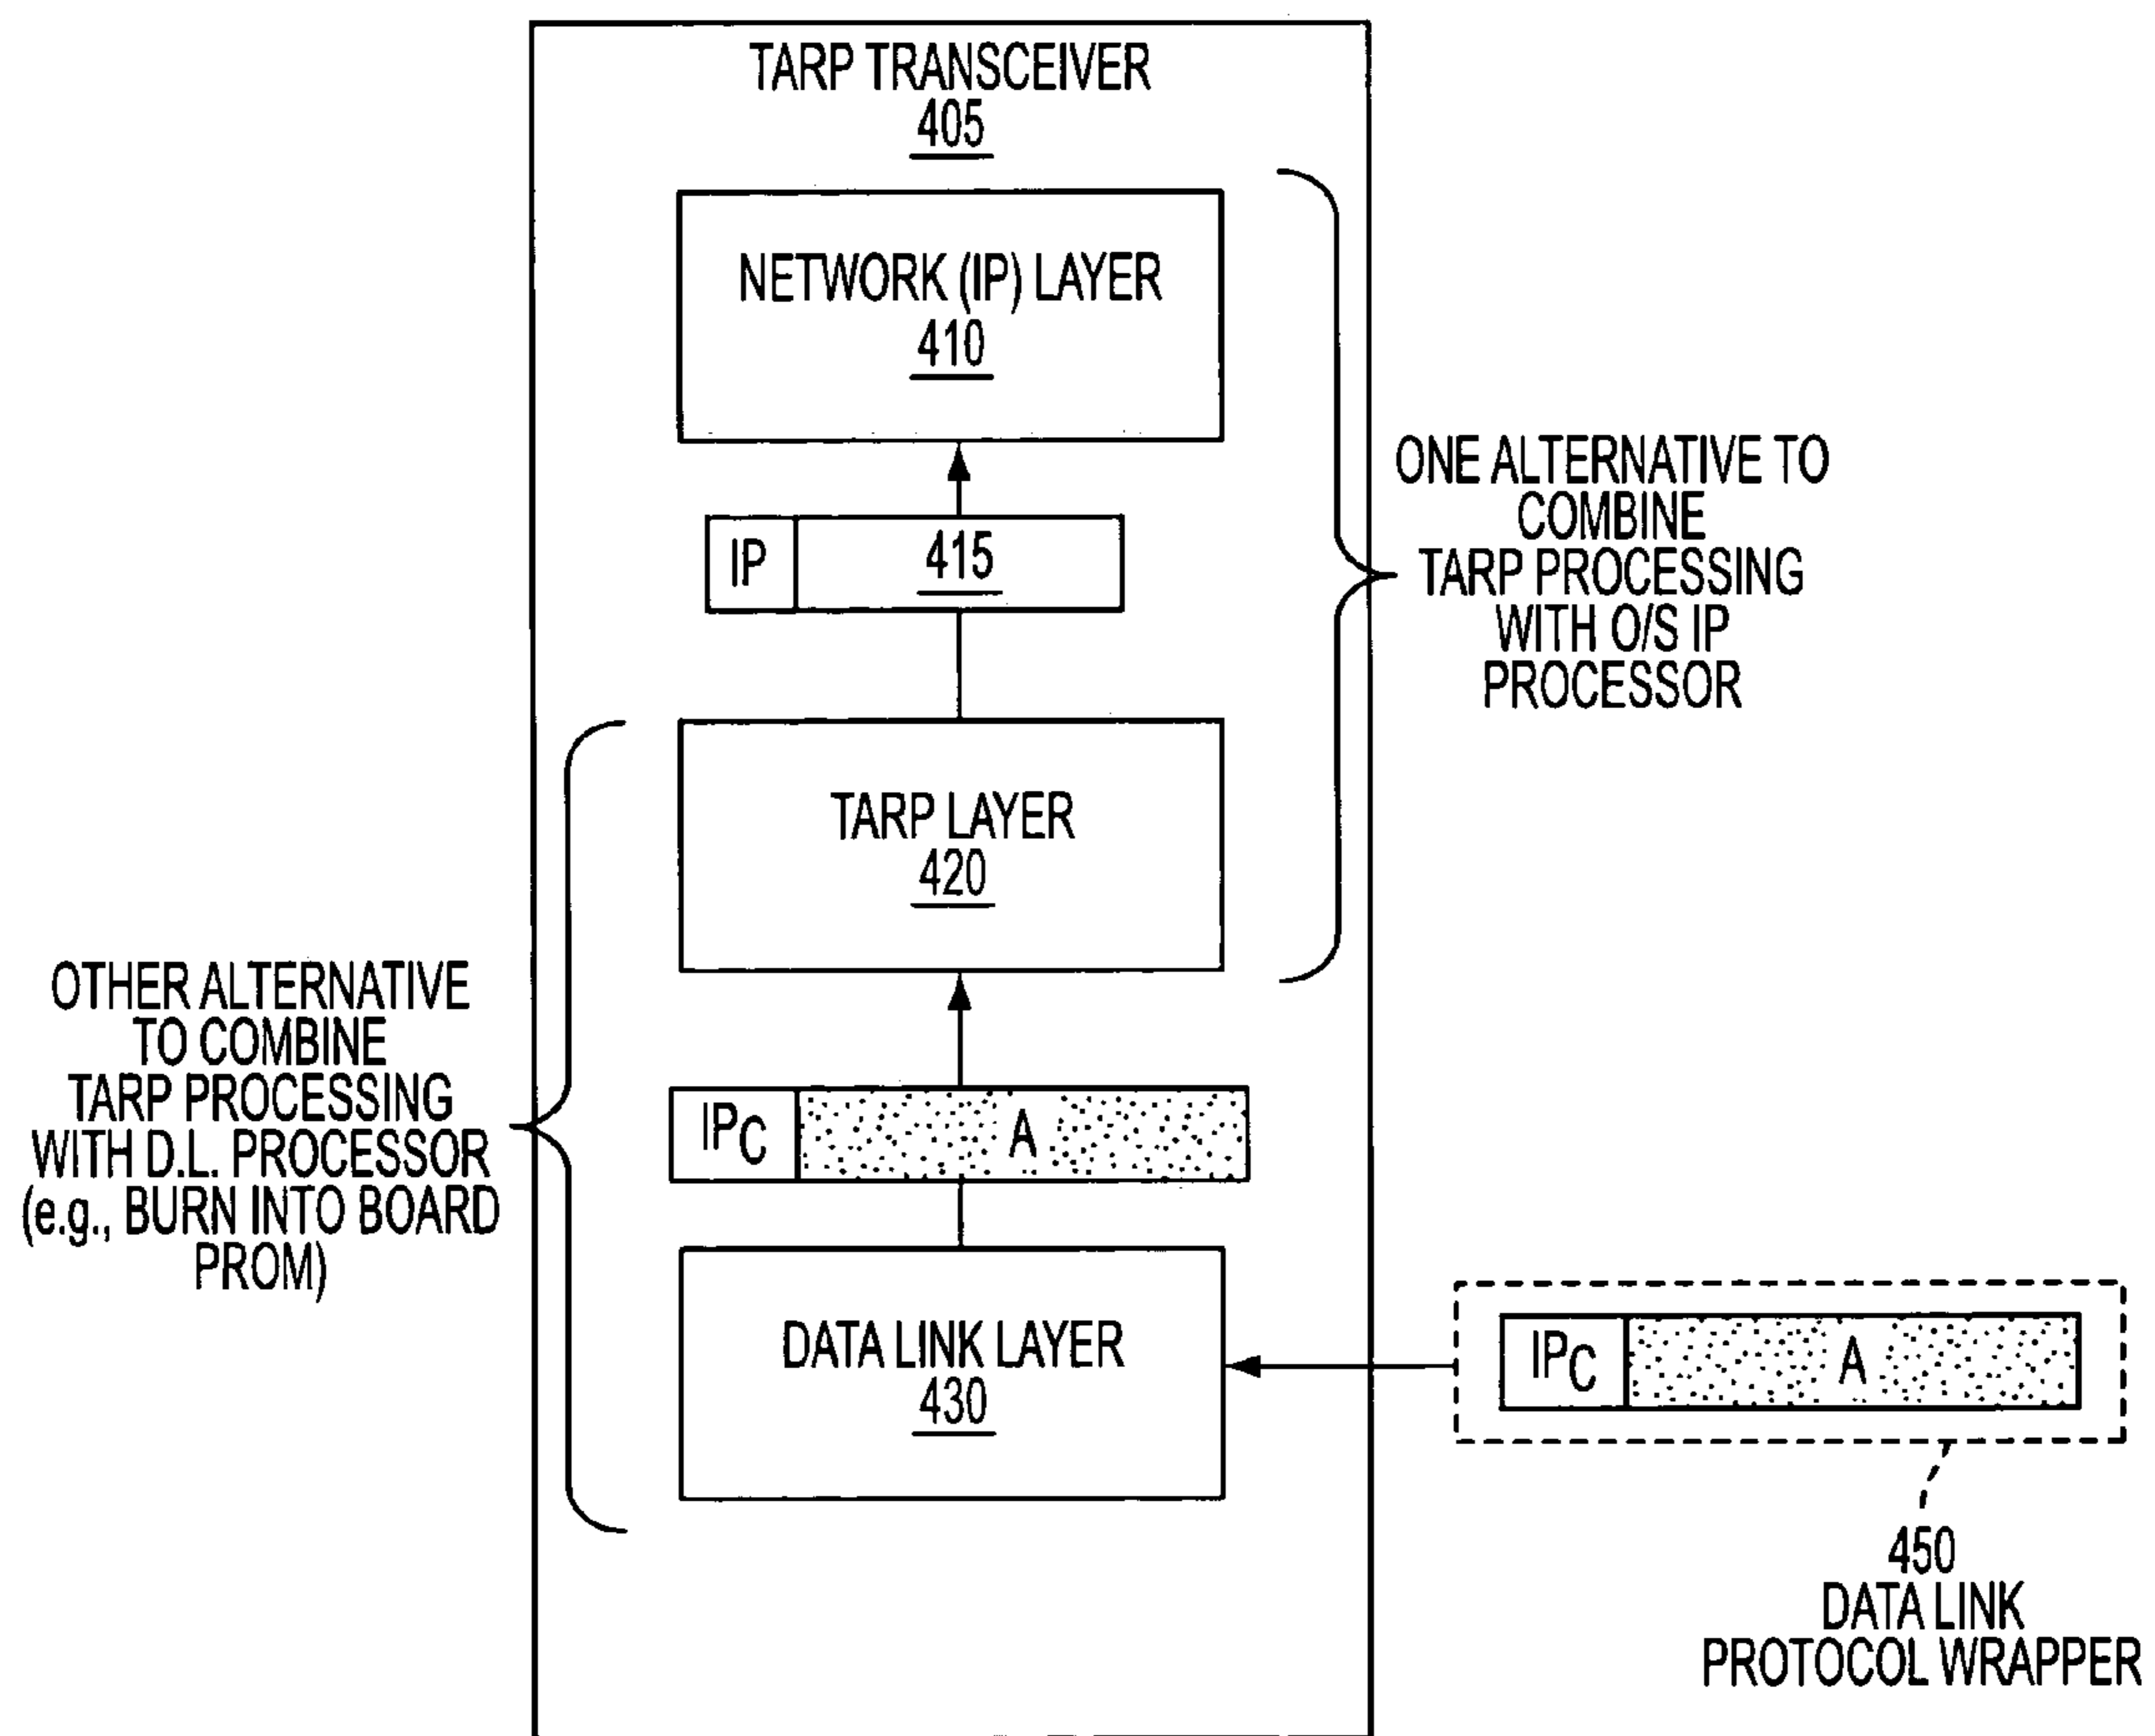 TARP TRANSCEIVER
405
NETWORK (IP) LAYER
410
IP 415
ONE ALTERNATIVE TO
COMBINE
TARP PROCESSING
WITH O/S IP
PROCESSOR
TARP LAYER
420
OTHER ALTERNATIVE
TO COMBINE
TARP PROCESSING
WITH D.L. PROCESSOR
(e.g., BURN INTO BOARD
PROM)
IPC A
DATA LINK LAYER
430
IPC A
450
DATA LINK
PROTOCOL WRAPPER